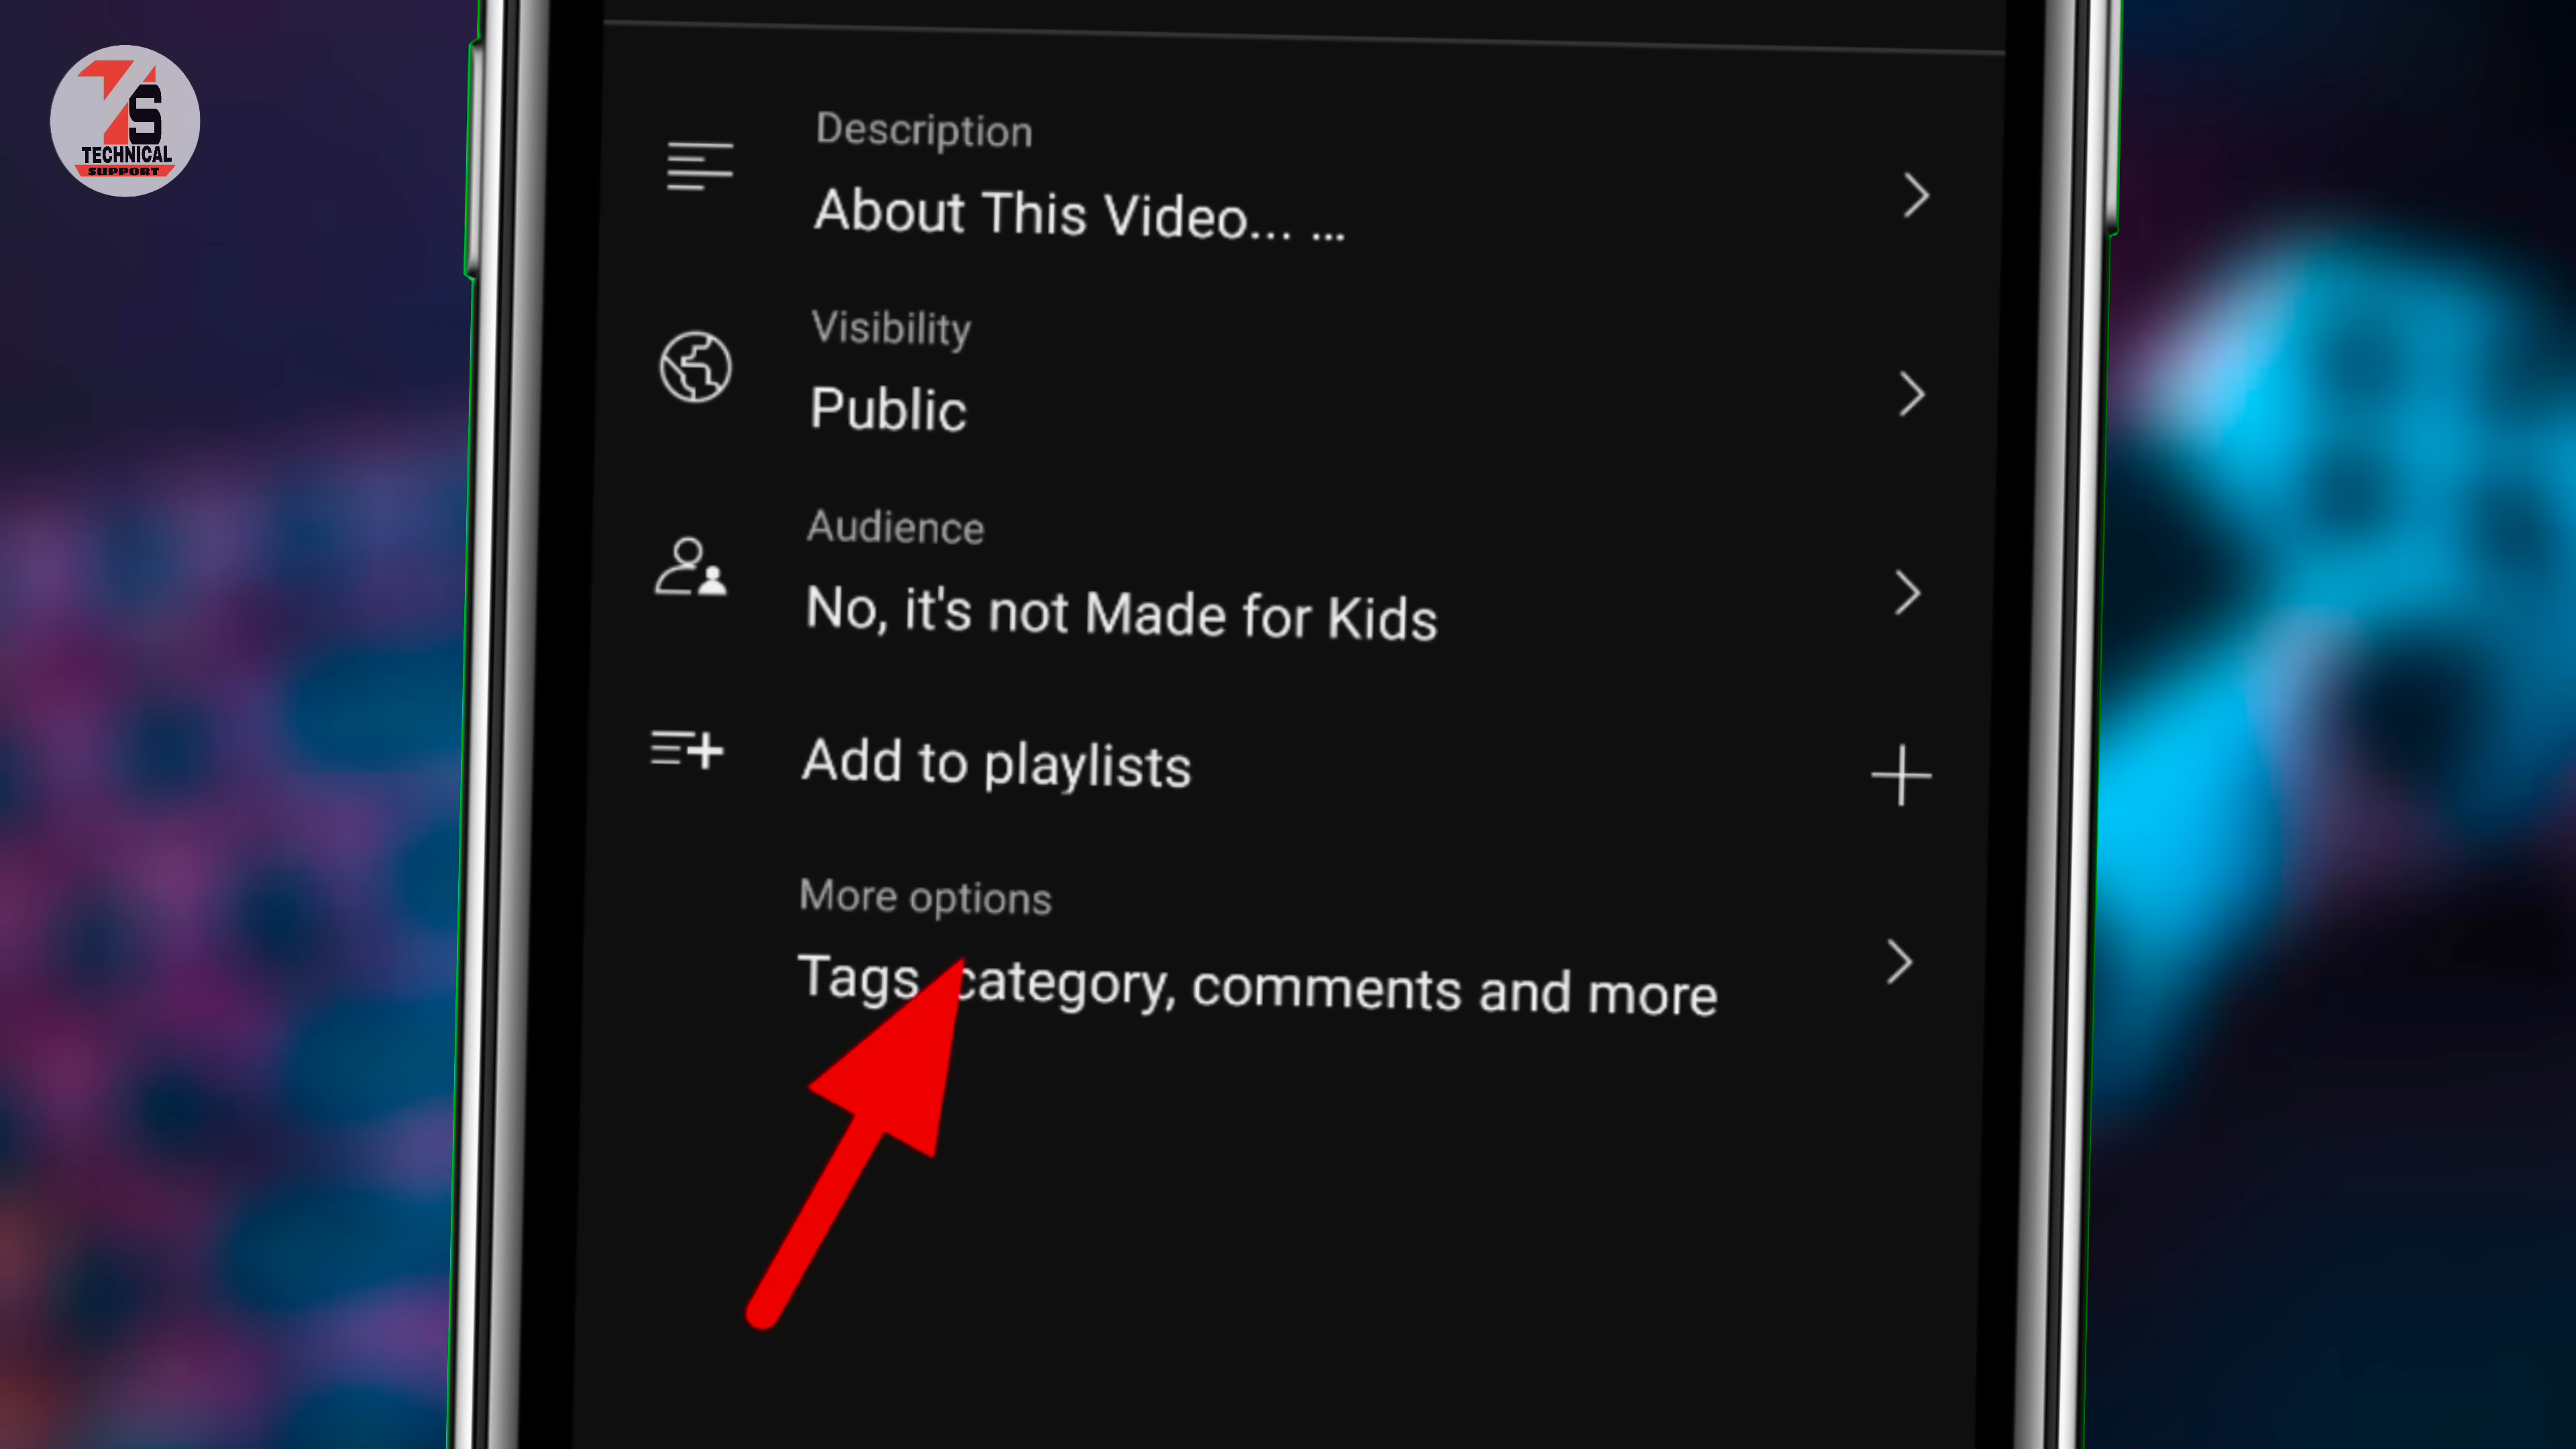 TS
TECHNICAL
SUPPORT
Description
About This Video... ...
Visibility
Public
Audience
No, it's not Made for Kids
Add to playlists
More options
Tags, category, comments and more